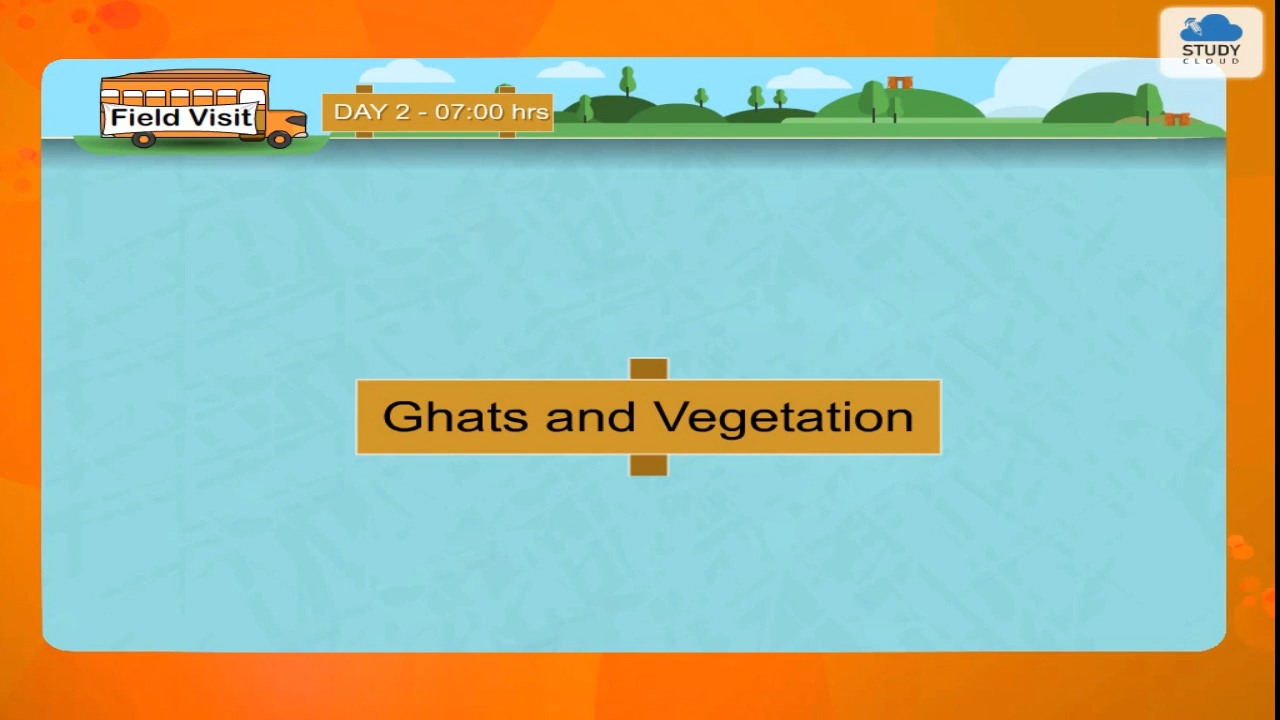 STUDY
CLOUD
Field Visit
DAY 2 - 07:00 hrs
Ghats and Vegetation